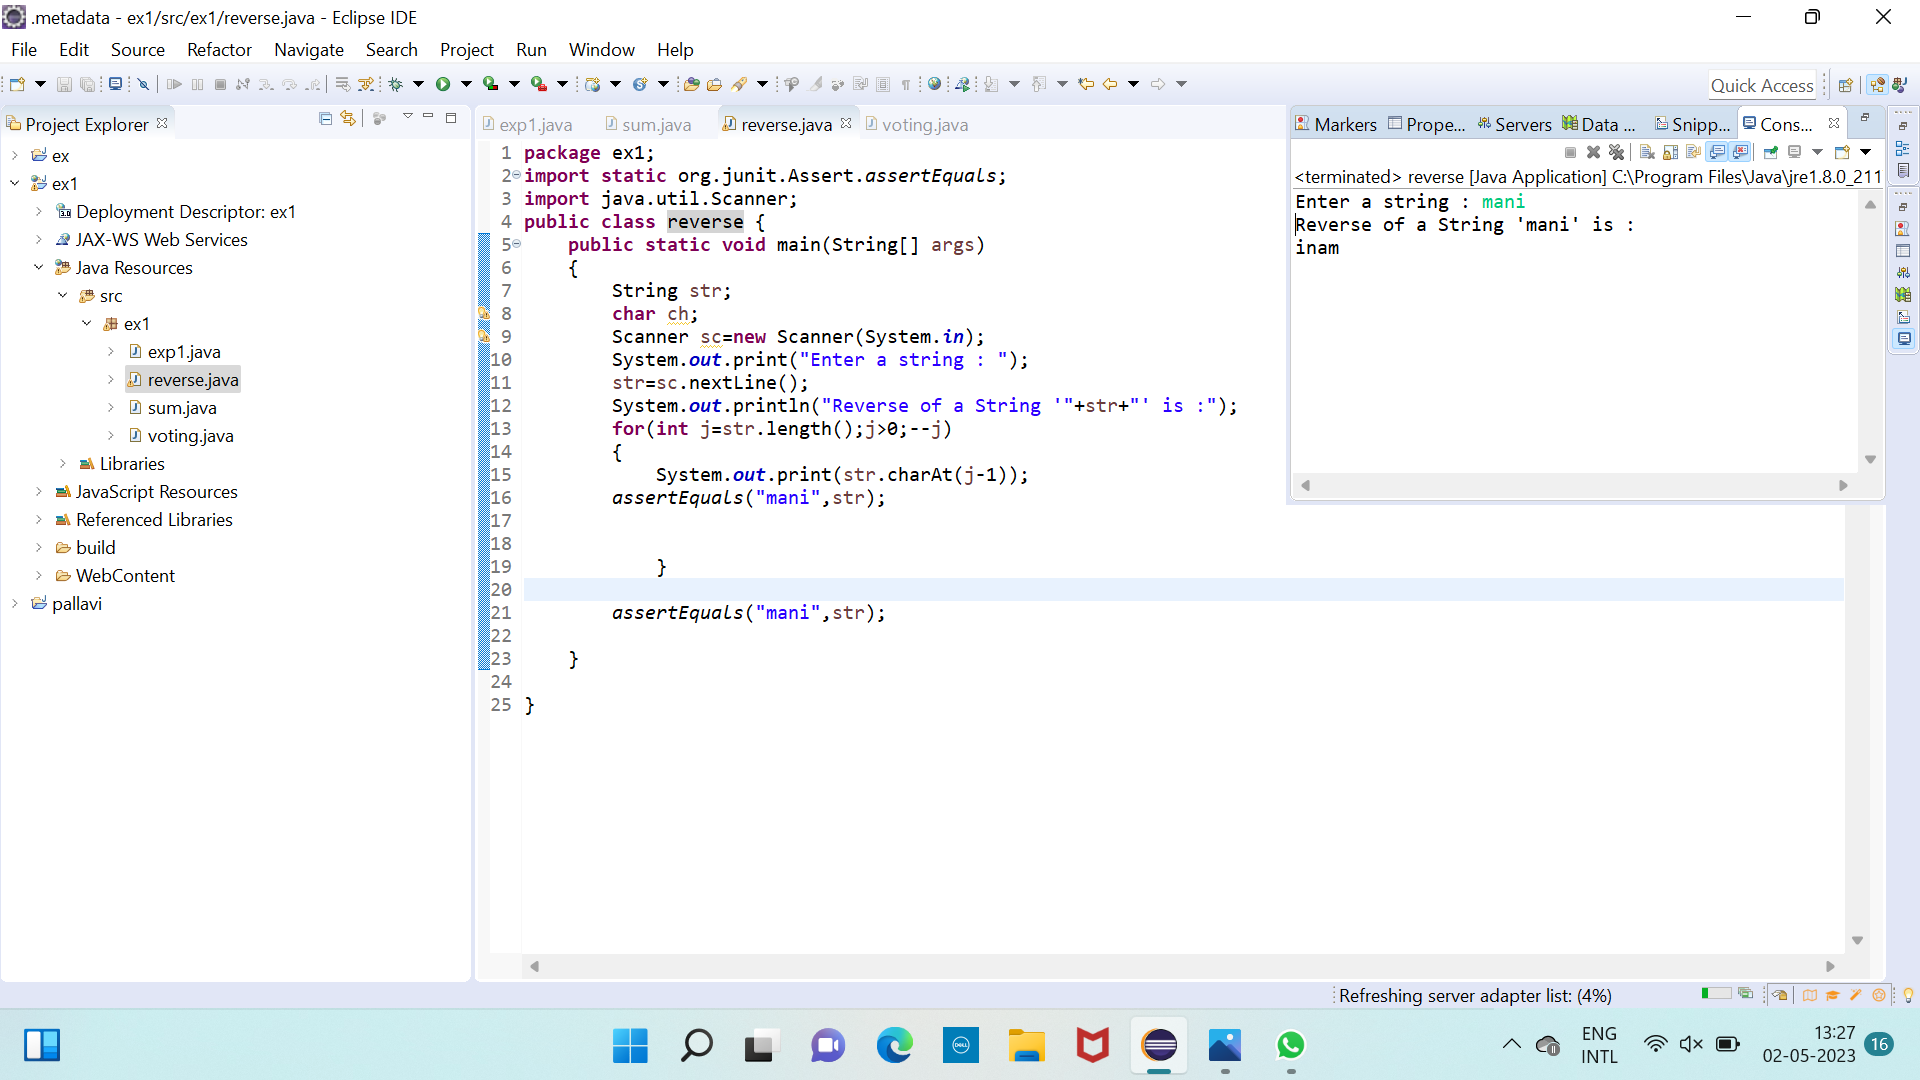 .metadata - ex1/src/ex1/reverse.java - Eclipse IDE
File Edit Source Refactor Navigate Search Project Run Window Help
Quick Access
Project Explorer
ex
ex1
Deployment Descriptor: ex1
JAX-WS Web Services
Java Resources
src
ex1
exp1.java
reverse.java
sum.java
voting.java
Libraries
JavaScript Resources
Referenced Libraries
build
WebContent
pallavi
exp1.java sum.java reverse.java voting.java
1 package ex1;
2 import static org.junit.Assert.assertEquals;
3 import java.util.Scanner;
4 public class reverse {
5 public static void main(String[] args)
6 {
7 String str;
8 char ch;
9 Scanner sc=new Scanner(System.in);
10 System.out.print("Enter a string : ");
11 str=sc.nextLine();
12 System.out.println("Reverse of a String '"+str+"' is :");
13 for(int j=str.length();j>0;--j)
14 {
15 System.out.print(str.charAt(j-1));
16 assertEquals("mani",str);
17
18
19 }
20
21 assertEquals("mani",str);
22
23 }
24
25 }
Markers Prope... Servers Data ... Snipp... Cons...
<terminated> reverse [Java Application] C:\Program Files\Java\jre1.8.0_211
Enter a string : mani
Reverse of a String 'mani' is :
inam
Refreshing server adapter list: (4%)
DELL
ENG
INTL
13:27
02-05-2023
16